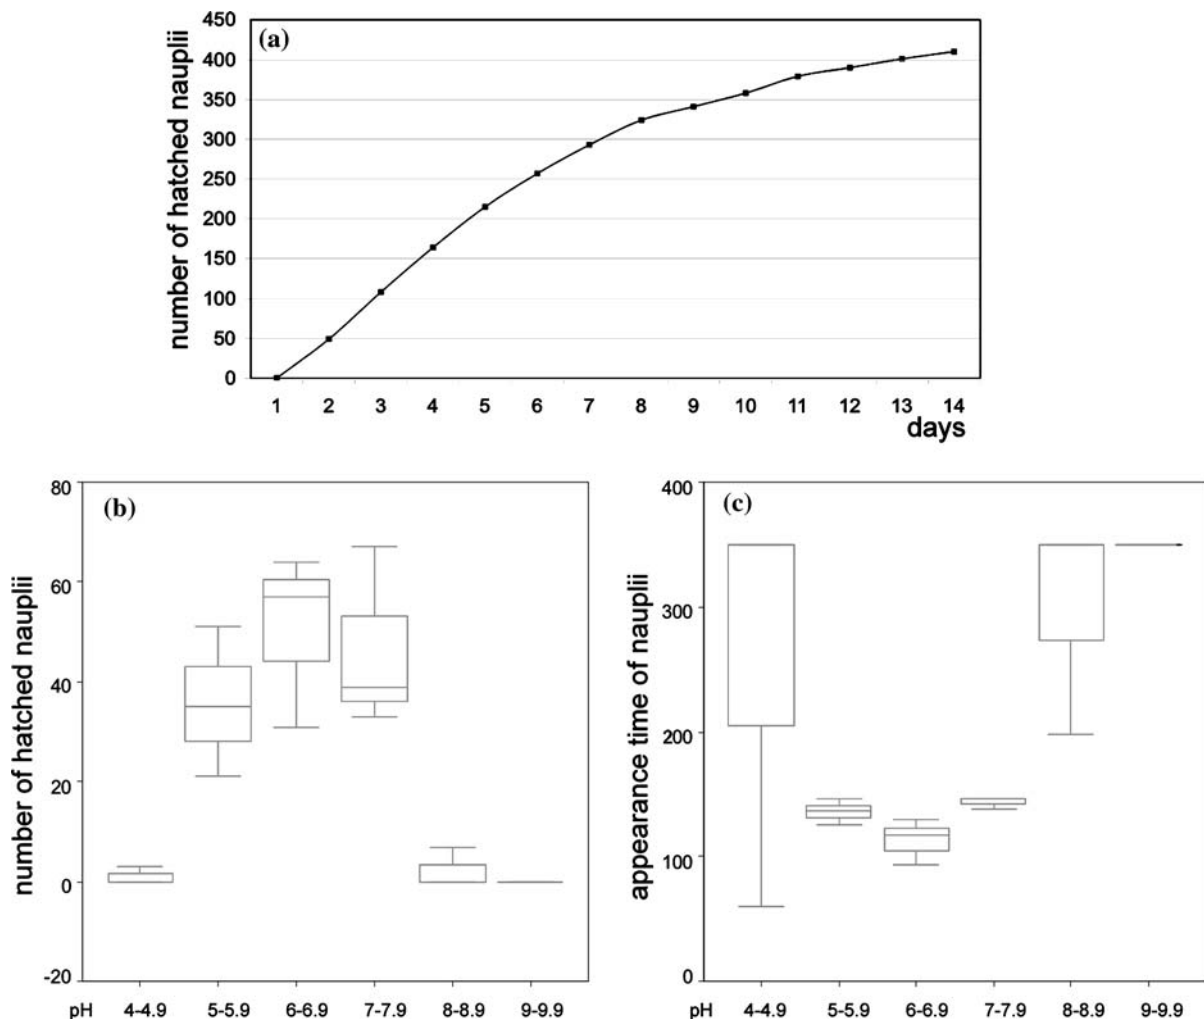 (a)
number of hatched nauplii
450
400
350
300
250
200
150
100
50
0
1 2 3 4 5 6 7 8 9 10 11 12 13 14
days
(b)
number of hatched nauplii
80
60
40
20
0
-20
pH 4-4.9 5-5.9 6-6.9 7-7.9 8-8.9 9-9.9
(c)
appearance time of nauplii
400
300
200
100
0
pH 4-4.9 5-5.9 6-6.9 7-7.9 8-8.9 9-9.9